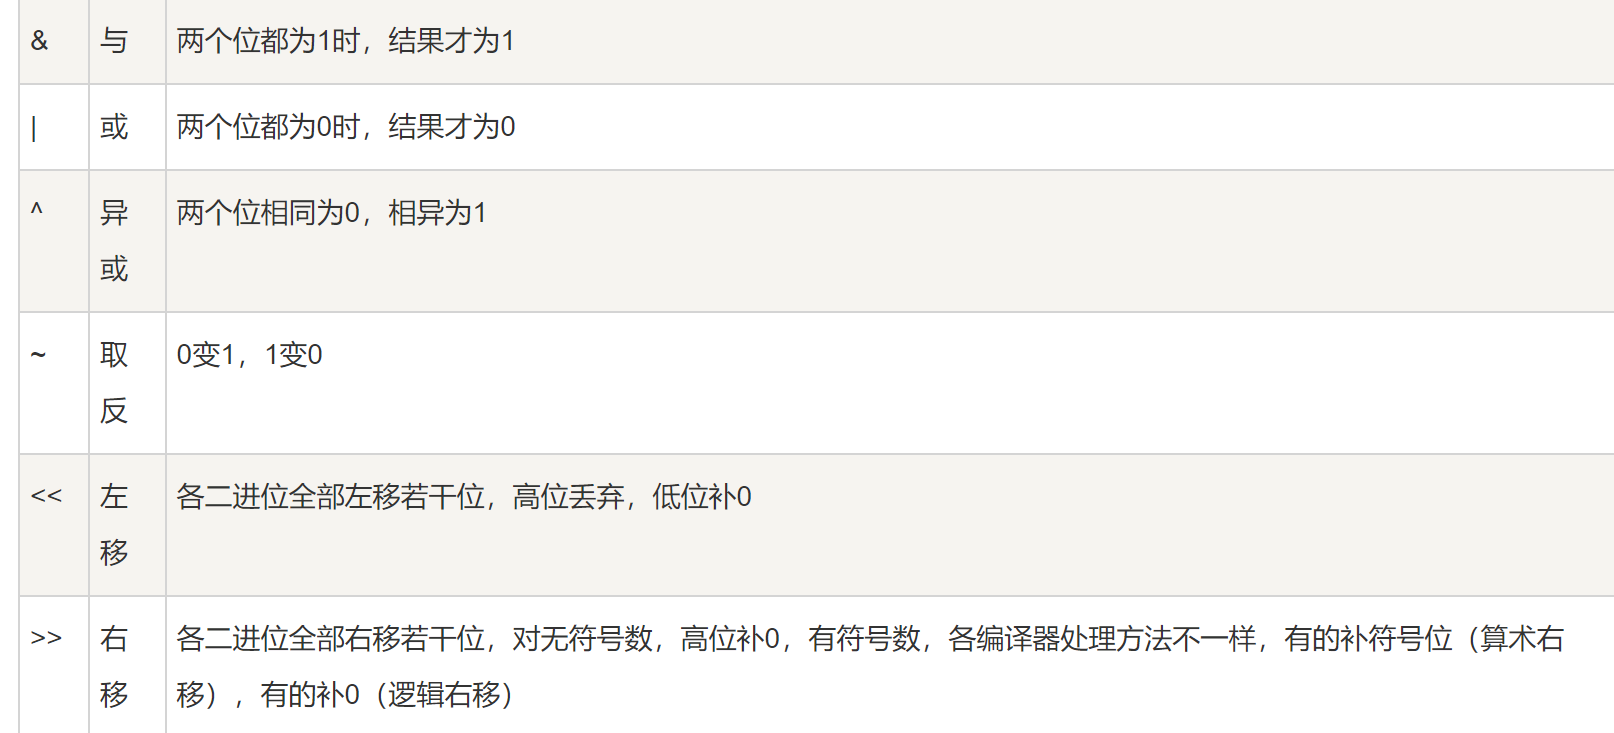 & 与 两个位都为1时，结果才为1
| 或 两个位都为0时，结果才为0
^ 异 两个位相同为0，相异为1
或
~ 取 0变1，1变0
反
<< 左 各二进位全部左移若干位，高位丢弃，低位补0
移
>> 右 各二进位全部右移若干位，对无符号数，高位补0，有符号数，各编译器处理方法不一样，有的补符号位（算术右
移 移），有的补0（逻辑右移）